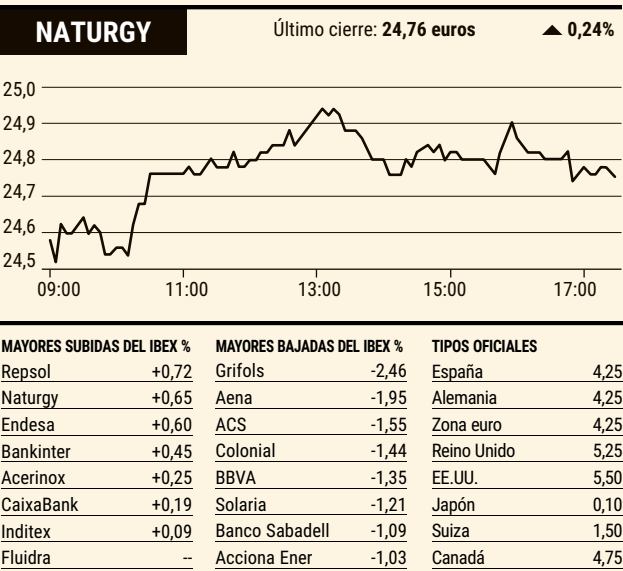 NATURGY
Último cierre: 24,76 euros ▲ 0,24%
25,0
24,9
24,8
24,7
24,6
24,5
09:00 11:00 13:00 15:00 17:00
MAYORES SUBIDAS DEL IBEX %
Repsol +0,72
Naturgy +0,65
Endesa +0,60
Bankinter +0,45
Acerinox +0,25
CaixaBank +0,19
Inditex +0,09
Fluidra --
MAYORES BAJADAS DEL IBEX %
Grifols -2,46
Aena -1,95
ACS -1,55
Colonial -1,44
BBVA -1,35
Solaria -1,21
Banco Sabadell -1,09
Acciona Ener -1,03
TIPOS OFICIALES
España 4,25
Alemania 4,25
Zona euro 4,25
Reino Unido 5,25
EE.UU. 5,50
Japón 0,10
Suiza 1,50
Canadá 4,75